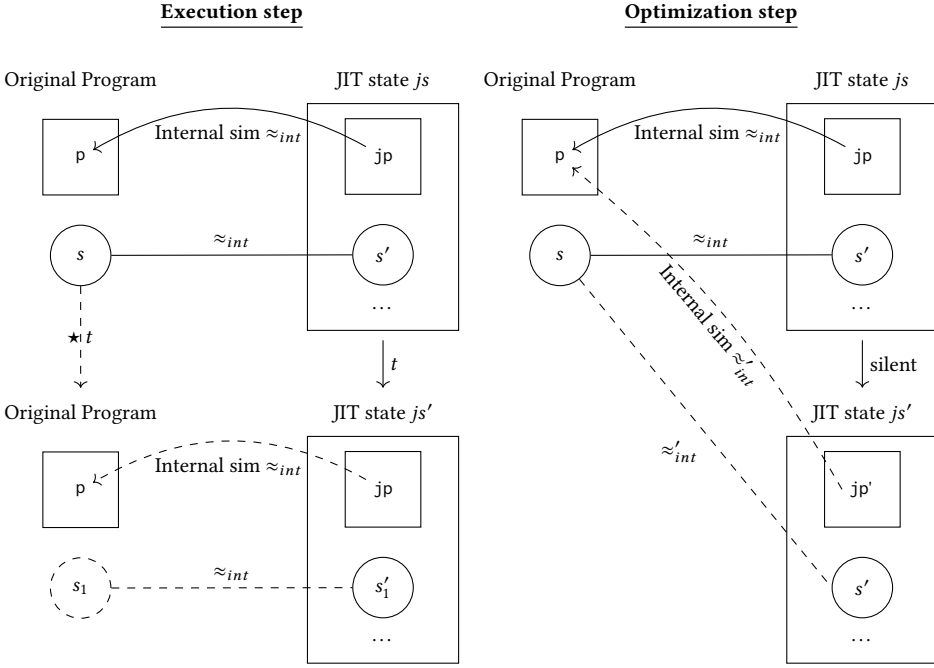 Execution step
Original Program
JIT state js
p
Internal sim ≈int
jp
s
≈int
s′
...
★ t
t
Original Program
JIT state js′
p
Internal sim ≈int
jp
s1
≈int
s′1
...
Optimization step
Original Program
JIT state js
p
Internal sim ≈int
jp
s
≈int
s′
...
Internal sim ≈′int
silent
JIT state js′
≈′int
jp'
s′
...